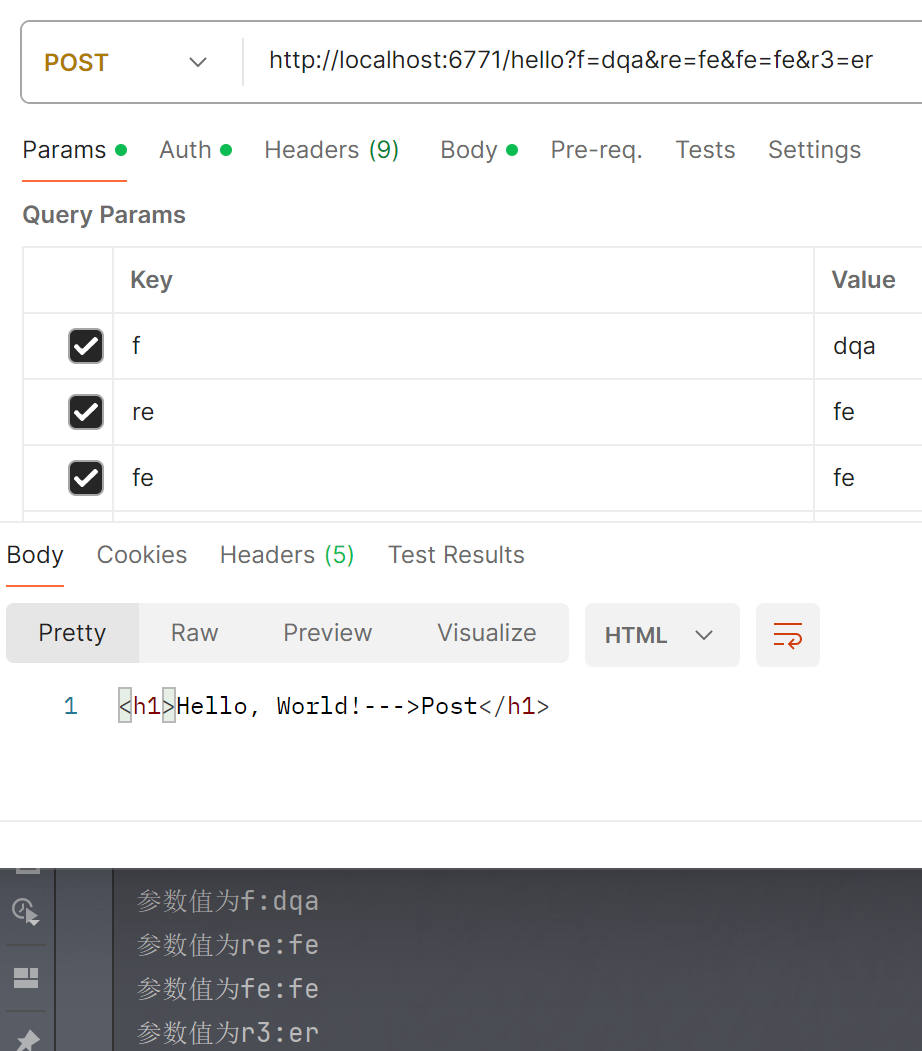 POST http://localhost:6771/hello?f=dqa&re=fe&fe=fe&r3=er
Params Auth Headers (9) Body Pre-req. Tests Settings
Query Params
Key Value
f dqa
re fe
fe fe
Body Cookies Headers (5) Test Results
Pretty Raw Preview Visualize HTML
1 <h1>Hello, World!--->Post</h1>
参数值为f:dqa
参数值为re:fe
参数值为fe:fe
参数值为r3:er